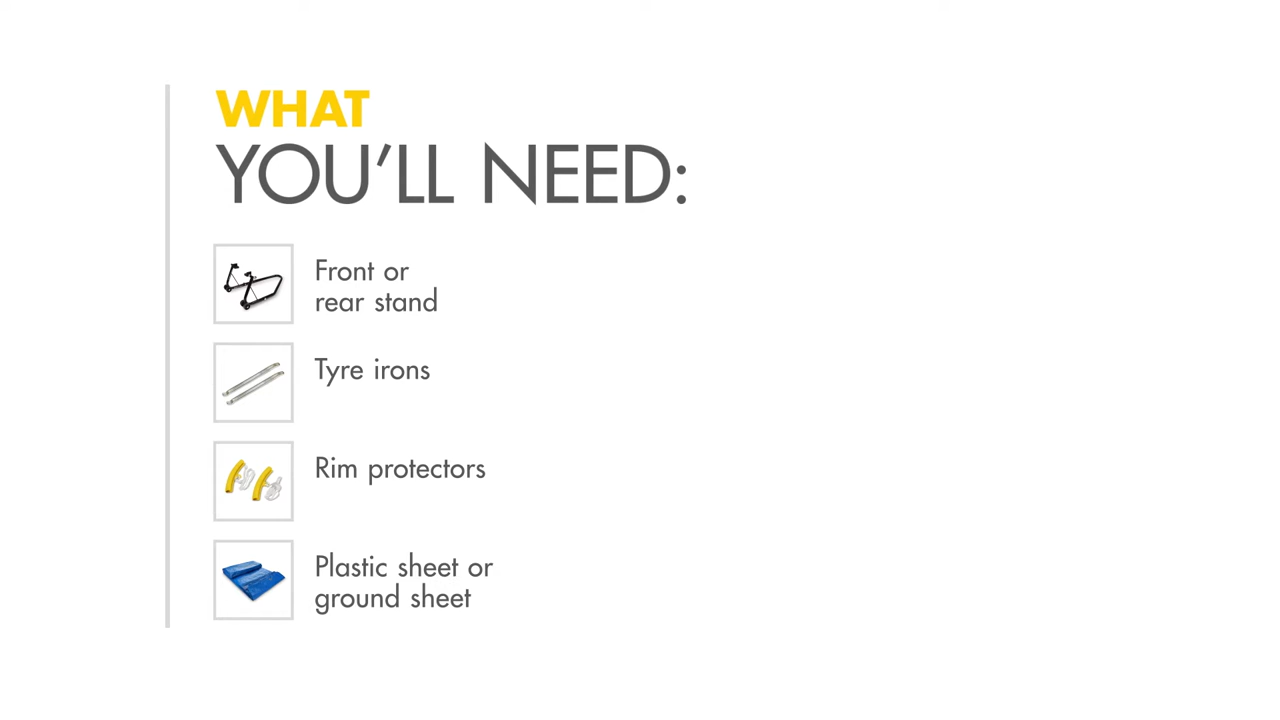 WHAT
YOU’LL NEED:
Front or
rear stand
Tyre irons
Rim protectors
Plastic sheet or
ground sheet